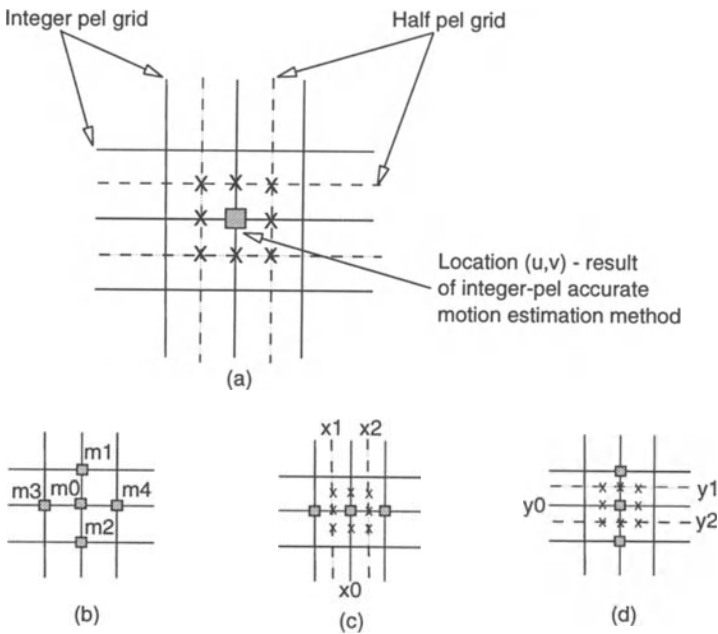 Integer pel grid
Half pel grid
Location (u,v) - result
of integer-pel accurate
motion estimation method
(a)
m1
m3
m0
m4
m2
(b)
x1
x2
x0
(c)
y1
y0
y2
(d)